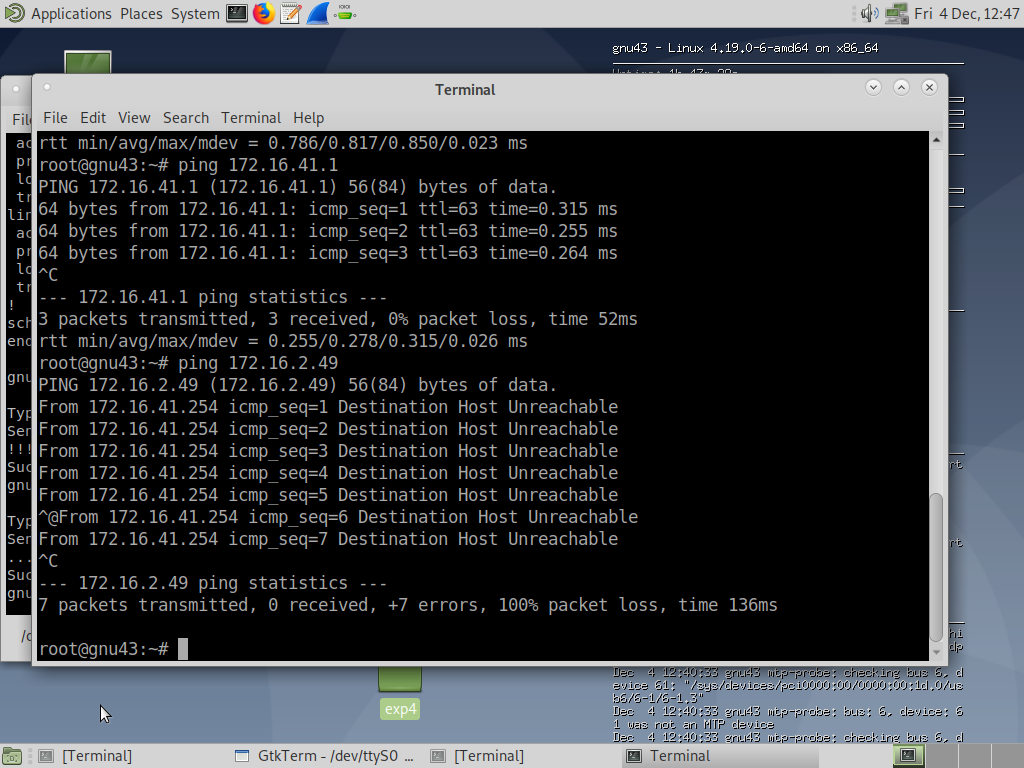 Applications Places System Fri 4 Dec, 12:47
gnu43 - Linux 4.19.0-6-amd64 on x86_64
Terminal
File Edit View Search Terminal Help
rtt min/avg/max/mdev = 0.786/0.817/0.850/0.023 ms
root@gnu43:~# ping 172.16.41.1
PING 172.16.41.1 (172.16.41.1) 56(84) bytes of data.
64 bytes from 172.16.41.1: icmp_seq=1 ttl=63 time=0.315 ms
64 bytes from 172.16.41.1: icmp_seq=2 ttl=63 time=0.255 ms
64 bytes from 172.16.41.1: icmp_seq=3 ttl=63 time=0.264 ms
^C
--- 172.16.41.1 ping statistics ---
3 packets transmitted, 3 received, 0% packet loss, time 52ms
rtt min/avg/max/mdev = 0.255/0.278/0.315/0.026 ms
root@gnu43:~# ping 172.16.2.49
PING 172.16.2.49 (172.16.2.49) 56(84) bytes of data.
From 172.16.41.254 icmp_seq=1 Destination Host Unreachable
From 172.16.41.254 icmp_seq=2 Destination Host Unreachable
From 172.16.41.254 icmp_seq=3 Destination Host Unreachable
From 172.16.41.254 icmp_seq=4 Destination Host Unreachable
From 172.16.41.254 icmp_seq=5 Destination Host Unreachable
^@From 172.16.41.254 icmp_seq=6 Destination Host Unreachable
From 172.16.41.254 icmp_seq=7 Destination Host Unreachable
^C
--- 172.16.2.49 ping statistics ---
7 packets transmitted, 0 received, +7 errors, 100% packet loss, time 136ms
root@gnu43:~#
Dec 4 12:40:33 gnu43 mtp-probe: checking bus 6, d
evice 61: "/sys/devices/pci0000:00/0000:00:1d.0/us
b6/6-1/6-1.3"
Dec 4 12:40:33 gnu43 mtp-probe: bus: 6, device: 6
1 was not an MTP device
Dec 4 12:40:33 gnu43 mtp-probe: checking bus 6, d
exp4
[Terminal] GtkTerm - /dev/ttyS0 ... [Terminal] Terminal